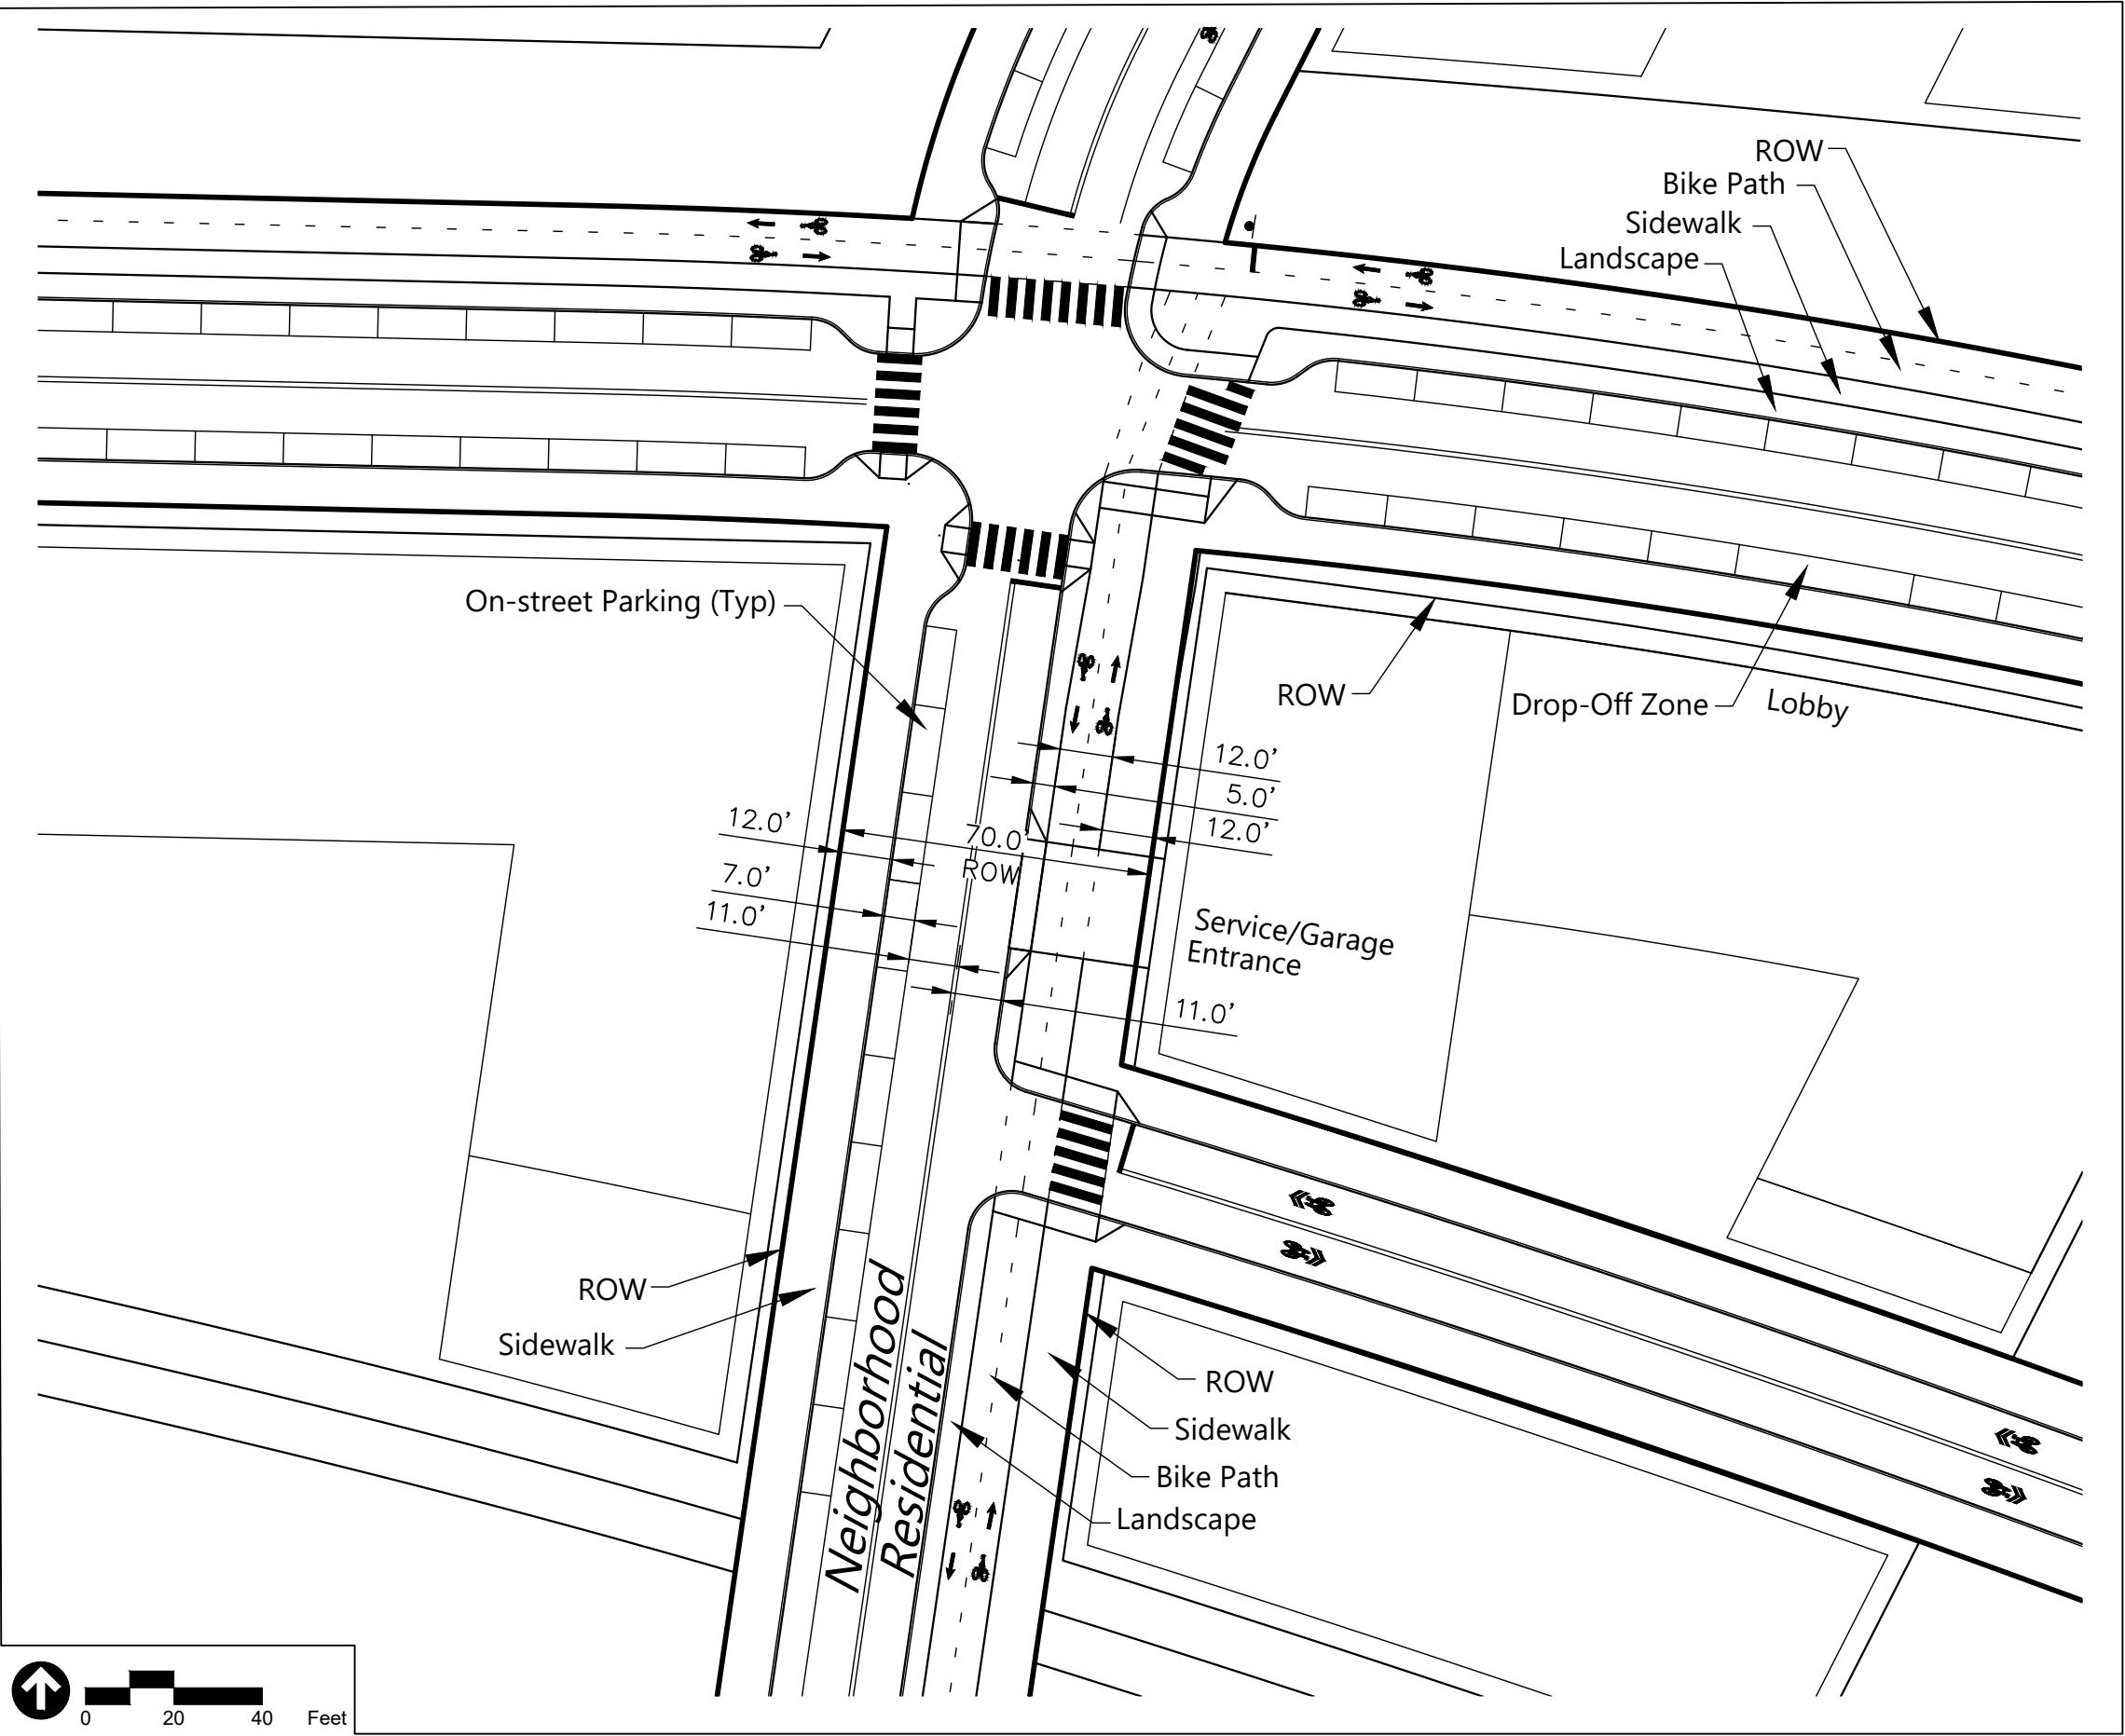 ROW
Bike Path
Sidewalk
Landscape
On-street Parking (Typ)
ROW
Drop-Off Zone
Lobby
12.0’
5.0’
12.0’
12.0’
70.0’
ROW
7.0’
11.0’
Service/Garage
Entrance
11.0’
ROW
Sidewalk
Neighborhood
Residential
ROW
Sidewalk
Bike Path
Landscape
0 20 40 Feet